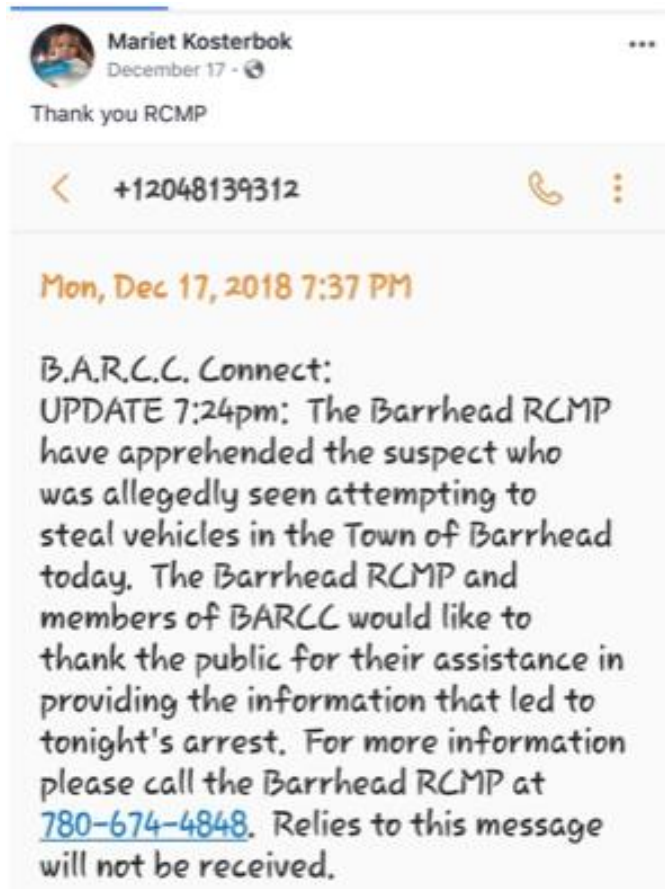 Mariet Kosterbok
December 17 ·
Thank you RCMP
+12048139312
Mon, Dec 17, 2018 7:37 PM
B.A.R.C.C. Connect:
UPDATE 7:24pm:  The Barrhead RCMP
have apprehended the suspect who
was allegedly seen attempting to
steal vehicles in the Town of Barrhead
today.  The Barrhead RCMP and
members of BARCC would like to
thank the public for their assistance in
providing the information that led to
tonight's arrest.  For more information
please call the Barrhead RCMP at
780-674-4848.  Relies to this message
will not be received.